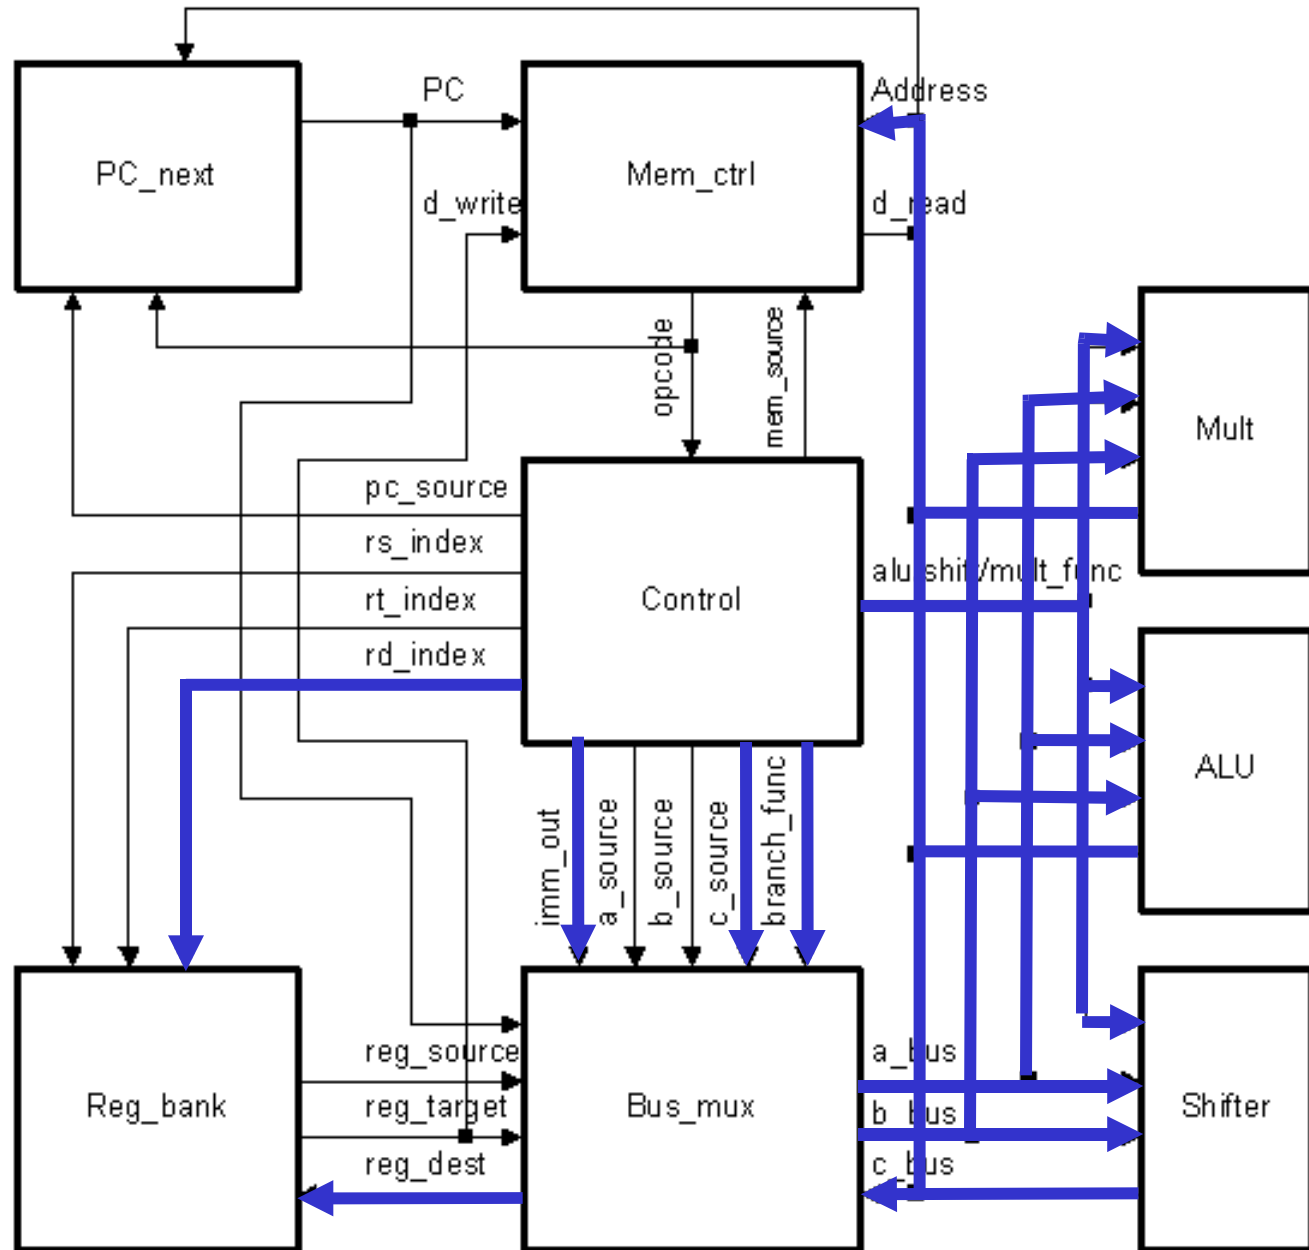 PC
Address
PC_next
Mem_ctrl
d_write
d_read
opcode
mem_source
Mult
pc_source
rs_index
alu/shift/mult_func
rt_index
Control
rd_index
ALU
imm_out
a_source
b_source
c_source
branch_func
reg_source
a_bus
Reg_bank
reg_target
Bus_mux
b_bus
Shifter
reg_dest
c_bus